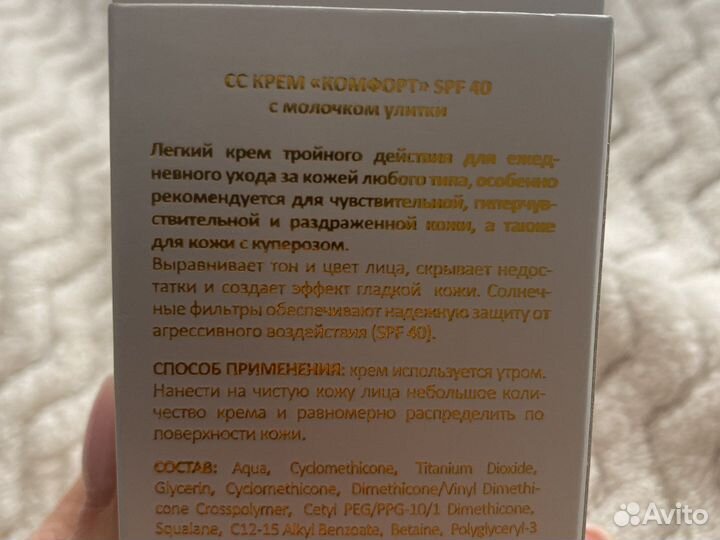 СС КРЕМ «КОМФОРТ» SPF 40
с молочком улитки
Легкий крем тройного действия для ежед-
невного ухода за кожей любого типа, особенно
рекомендуется для чувствительной, гиперчув-
ствительной и раздраженной кожи, а также
для кожи с куперозом.
Выравнивает тон и цвет лица, скрывает недос-
татки и создает эффект гладкой кожи. Солнеч-
ные фильтры обеспечивают надежную защиту от
агрессивного воздействия (SPF 40).
СПОСОБ ПРИМЕНЕНИЯ: крем используется утром.
Нанести на чистую кожу лица небольшое коли-
чество крема и равномерно распределить по
поверхности кожи.
СОСТАВ: Aqua, Cyclomethicone, Titanium Dioxide,
Glycerin, Cyclomethicone, Dimethicone/Vinyl Dimethi-
cone Crosspolymer, Cetyl PEG/PPG-10/1 Dimethicone,
Squalane, C12-15 Alkyl Benzoate, Betaine, Polyglyceryl-3
Avito